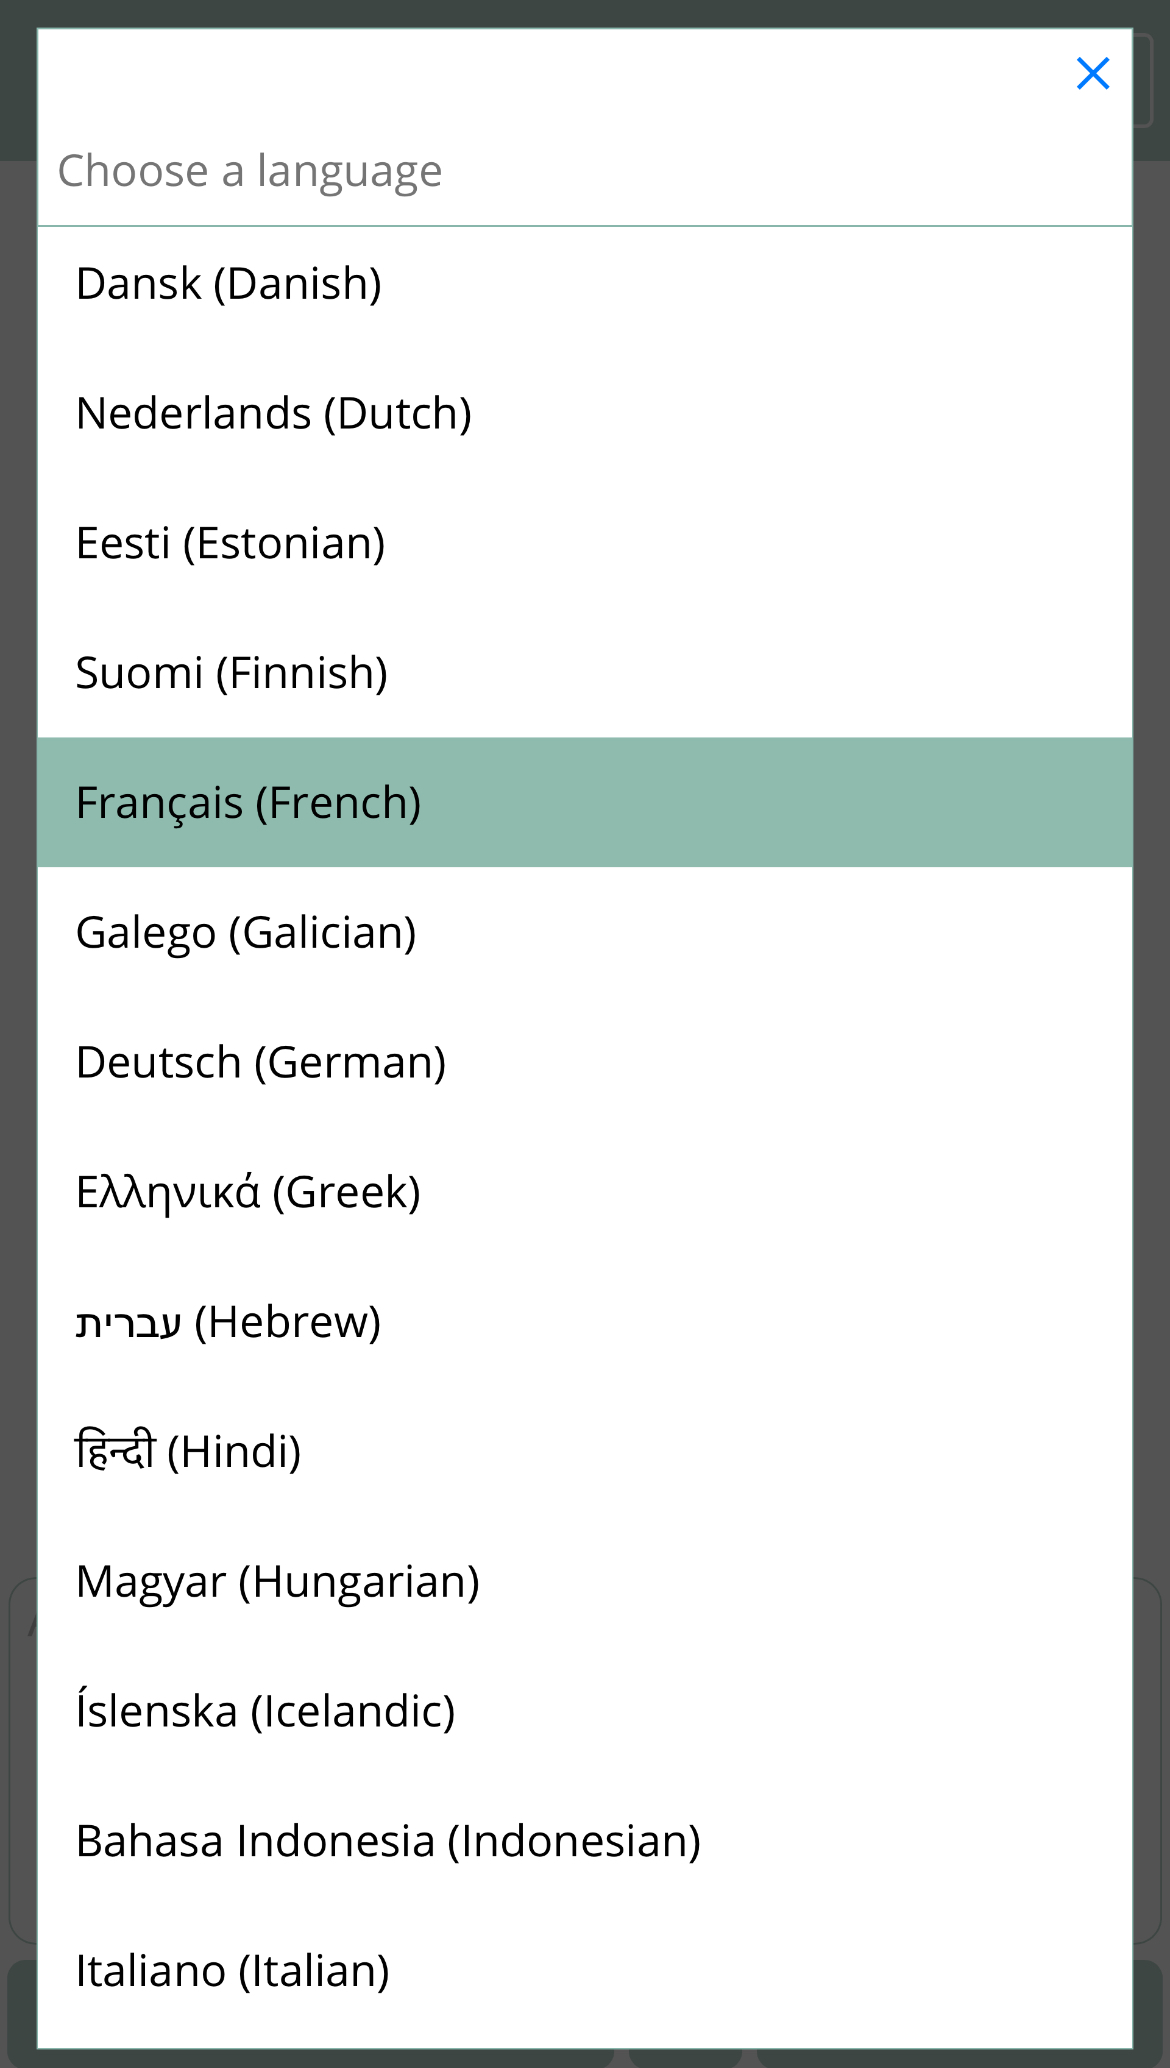 Choose a language
Dansk (Danish)
Nederlands (Dutch)
Eesti (Estonian)
Suomi (Finnish)
Français (French)
Galego (Galician)
Deutsch (German)
Ελληνικά (Greek)
עברית (Hebrew)
हिन्दी (Hindi)
Magyar (Hungarian)
Íslenska (Icelandic)
Bahasa Indonesia (Indonesian)
Italiano (Italian)